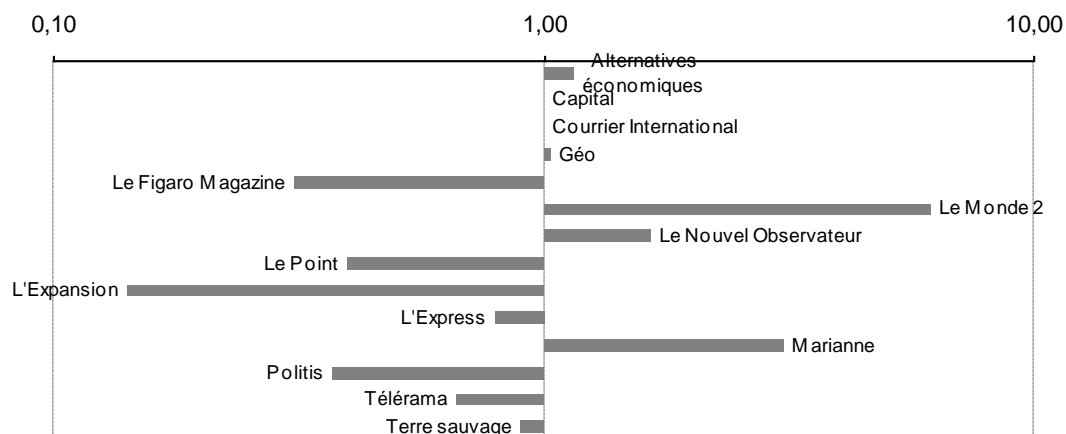 0,10 1,00 10,00
Alternatives
économiques
Capital
Courrier International
Géo
Le Figaro Magazine
Le Monde 2
Le Nouvel Observateur
Le Point
L'Expansion
L'Express
Marianne
Politis
Télérama
Terre sauvage